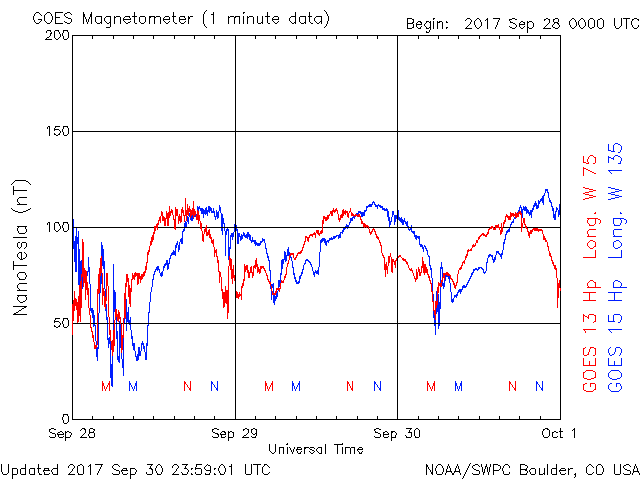 GOES Magnetometer (1 minute data)
Begin: 2017 Sep 28 0000 UTC
200
150
100
50
0
NanoTesla (nT)
M M N N M M N N M M N N
Sep 28 Sep 29 Sep 30 Oct 1
Universal Time
GOES 13 Hp Long. W 75
GOES 15 Hp Long. W 135
Updated 2017 Sep 30 23:59:01 UTC
NOAA/SWPC Boulder, CO USA